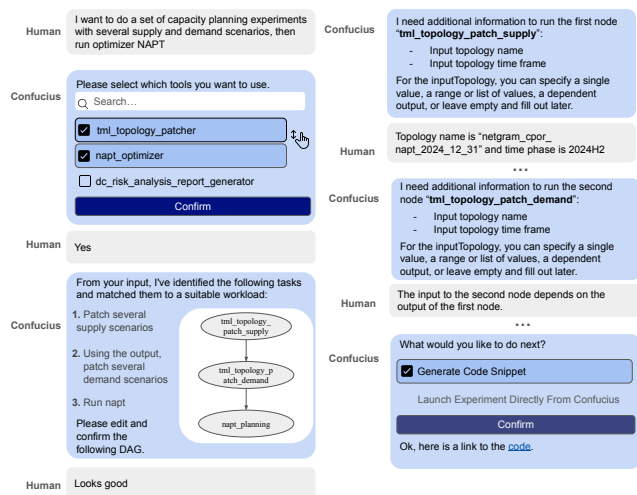 Human
I want to do a set of capacity planning experiments
with several supply and demand scenarios, then
run optimizer NAPT
Confucius
Please select which tools you want to use.
Search…
tml_topology_patcher
napt_optimizer
dc_risk_analysis_report_generator
Confirm
Human
Yes
Confucius
From your input, I've identified the following tasks
and matched them to a suitable workload:
1. Patch several
supply scenarios
2. Using the output,
patch several
demand scenarios
3. Run napt
Please edit and
confirm the
following DAG.
tml_topology_
patch_supply
tml_topology_p
atch_demand
napt_planning
Human
Looks good
Confucius
I need additional information to run the first node
“tml_topology_patch_supply”:
- Input topology name
- Input topology time frame
For the inputTopology, you can specify a single
value, a range or list of values, a dependent
output, or leave empty and fill out later.
Human
Topology name is “netgram_cpor_
napt_2024_12_31” and time phase is 2024H2
...
Confucius
I need additional information to run the second
node “tml_topology_patch_demand”:
- Input topology name
- Input topology time frame
For the inputTopology, you can specify a single
value, a range or list of values, a dependent
output, or leave empty and fill out later.
Human
The input to the second node depends on the
output of the first node.
...
Confucius
What would you like to do next?
Generate Code Snippet
Launch Experiment Directly From Confucius
Confirm
Ok, here is a link to the code.